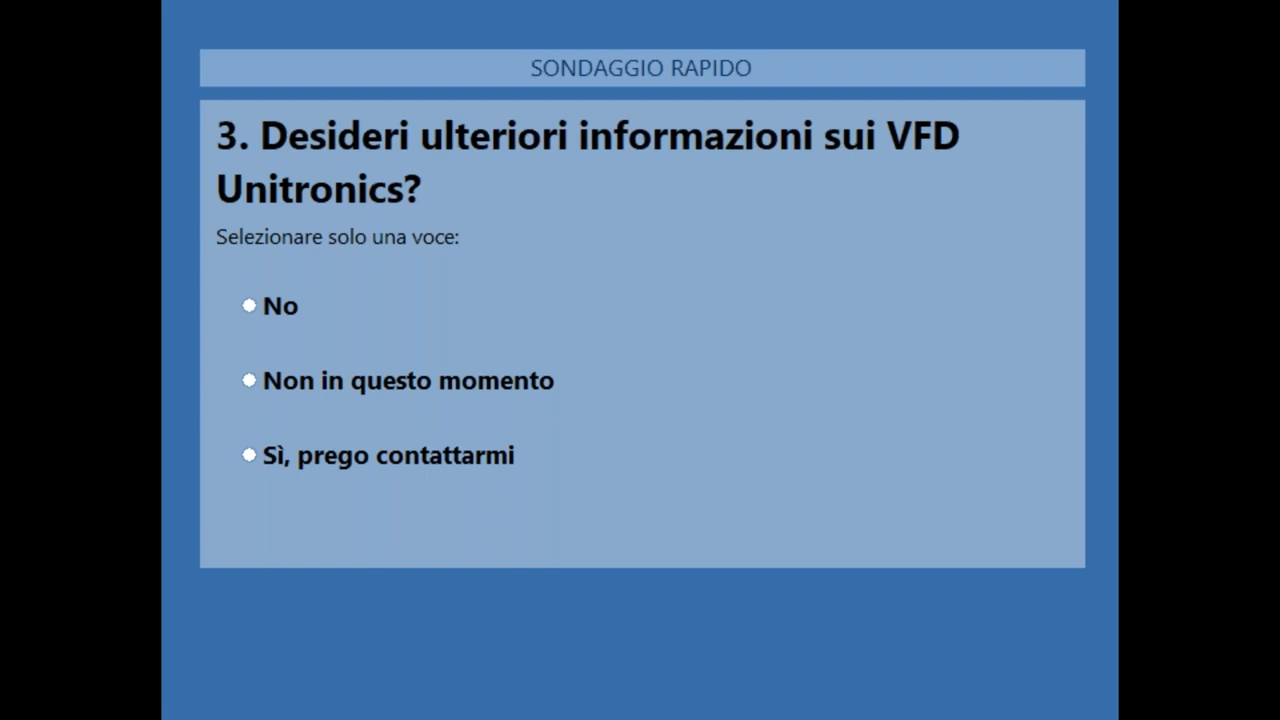 SONDAGGIO RAPIDO
3. Desideri ulteriori informazioni sui VFD
Unitronics?
Selezionare solo una voce:
No
Non in questo momento
Sì, prego contattarmi